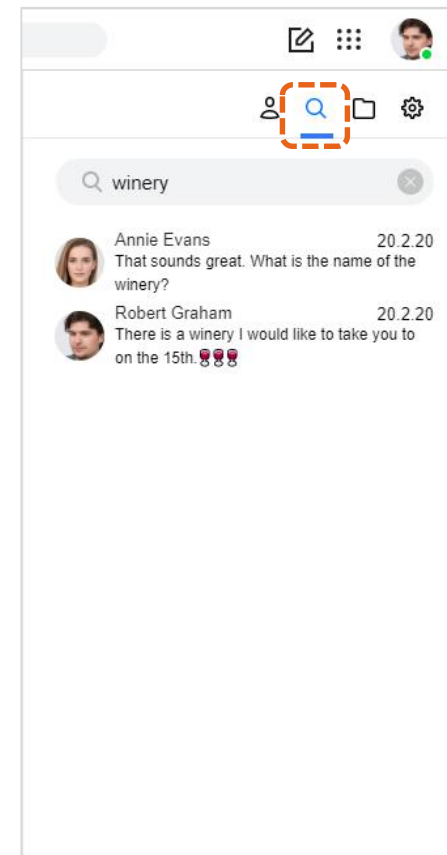 winery
Annie Evans 20.2.20
That sounds great. What is the name of the
winery?
Robert Graham 20.2.20
There is a winery I would like to take you to
on the 15th.🍷🍷🍷